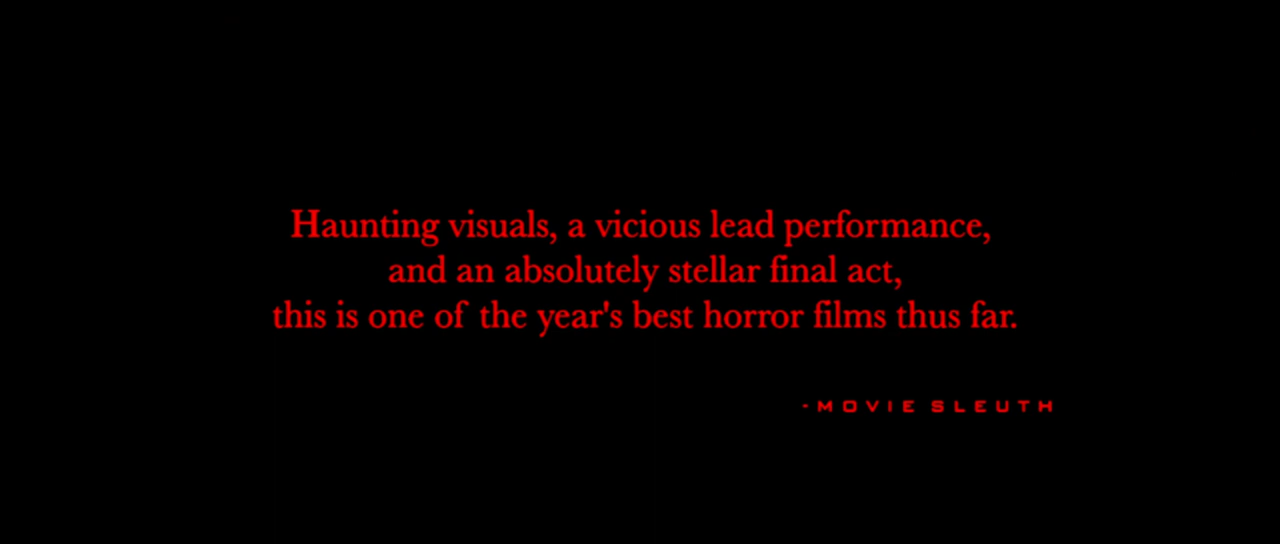 Haunting visuals, a vicious lead performance,
and an absolutely stellar final act,
this is one of the year's best horror films thus far.
-MOVIE SLEUTH